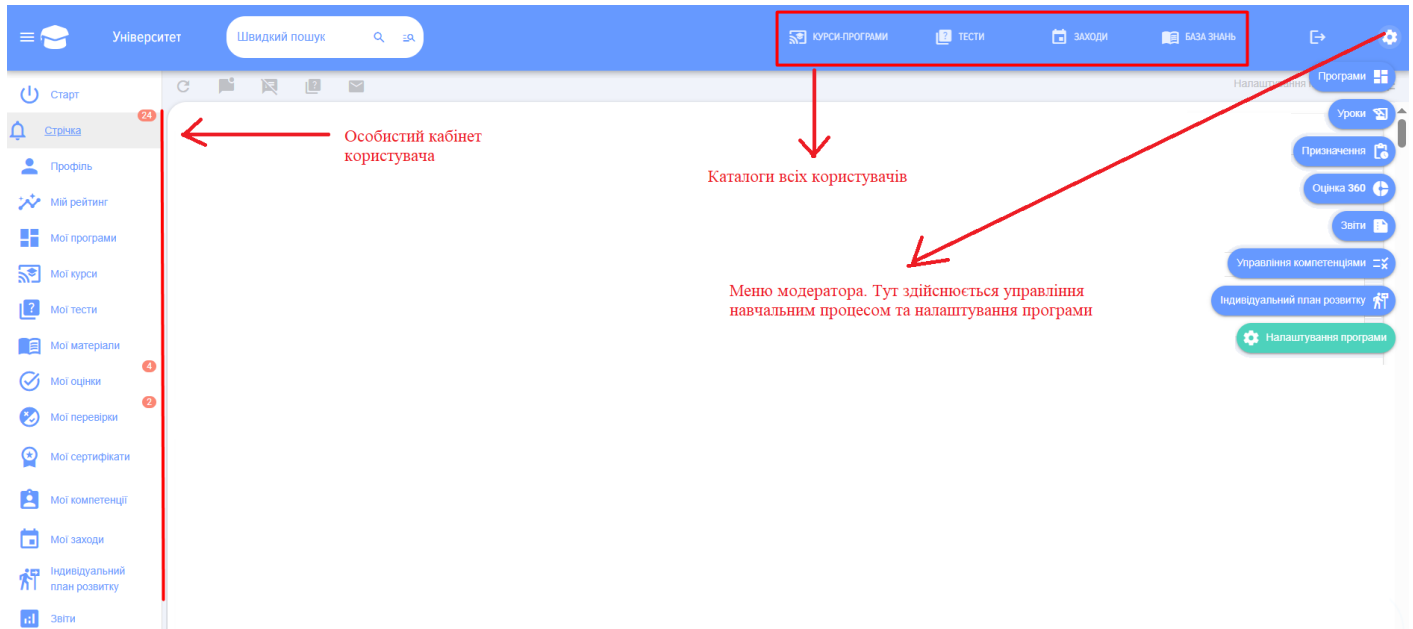 Університет
Швидкий пошук
КУРСИ-ПРОГРАМИ
ТЕСТИ
ЗАХОДИ
БАЗА ЗНАНЬ
Старт
24
Стрічка
Профіль
Мій рейтинг
Мої програми
Мої курси
Мої тести
Мої матеріали
4
Мої оцінки
2
Мої перевірки
Мої сертифікати
Мої компетенції
Мої заходи
Індивідуальний
план розвитку
Звіти
Особистий кабінет
користувача
Каталоги всіх користувачів
Меню модератора. Тут здійснюється управління
навчальним процесом та налаштування програми
Програми
Уроки
Призначення
Оцінка 360
Звіти
Управління компетенціями
Індивідуальний план розвитку
Налаштування програми